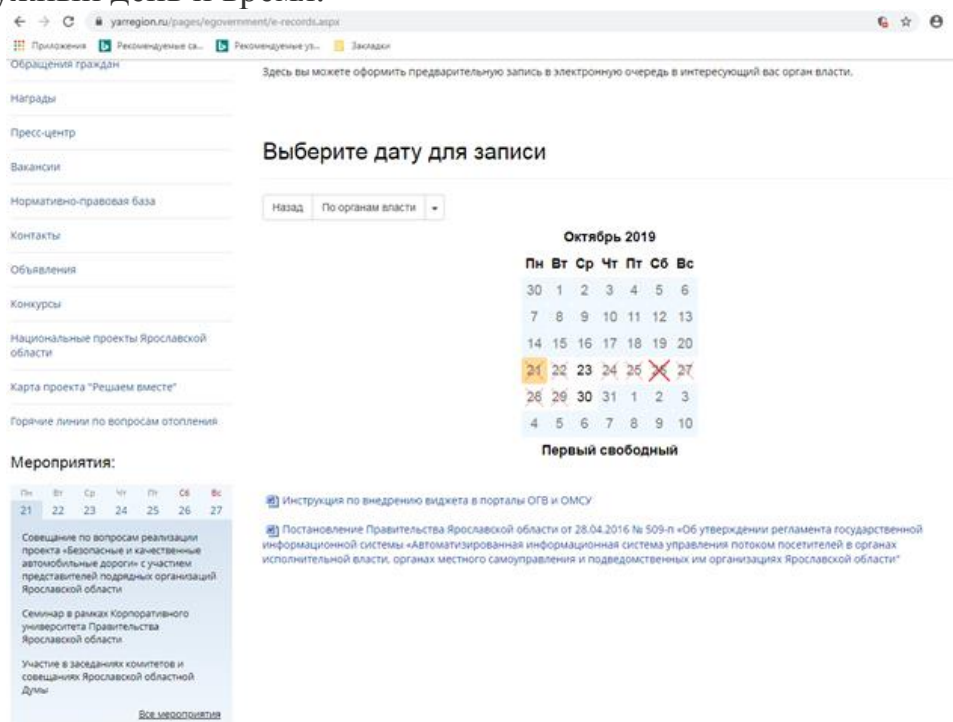 нужный день и время.
yarregion.ru/pages/egovernment/e-records.aspx
Приложения Рекомендуемые са... Рекомендуемые уз... Закладки
Обращения граждан
Награды
Пресс-центр
Вакансии
Нормативно-правовая база
Контакты
Объявления
Конкурсы
Национальные проекты Ярославской
области
Карта проекта "Решаем вместе"
Горячие линии по вопросам отопления
Мероприятия:
Пн Вт Ср Чт Пт Сб Вс
21 22 23 24 25 26 27
Совещание по вопросам реализации
проекта «Безопасные и качественные
автомобильные дороги» с участием
представителей подрядных организаций
Ярославской области
Семинар в рамках Корпоративного
университета Правительства
Ярославской области
Участие в заседаниях комитетов и
совещаниях Ярославской областной
Думы
Все мероприятия
Здесь вы можете оформить предварительную запись в электронную очередь в интересующий вас орган власти.
Выберите дату для записи
Назад По органам власти
Октябрь 2019
Пн Вт Ср Чт Пт Сб Вс
30 1 2 3 4 5 6
7 8 9 10 11 12 13
14 15 16 17 18 19 20
21 22 23 24 25 26 27
28 29 30 31 1 2 3
4 5 6 7 8 9 10
Первый свободный
Инструкция по внедрению виджета в порталы ОГВ и ОМСУ
Постановление Правительства Ярославской области от 28.04.2016 № 509-п «Об утверждении регламента государственной
информационной системы «Автоматизированная информационная система управления потоком посетителей в органах
исполнительной власти, органах местного самоуправления и подведомственных им организациях Ярославской области"